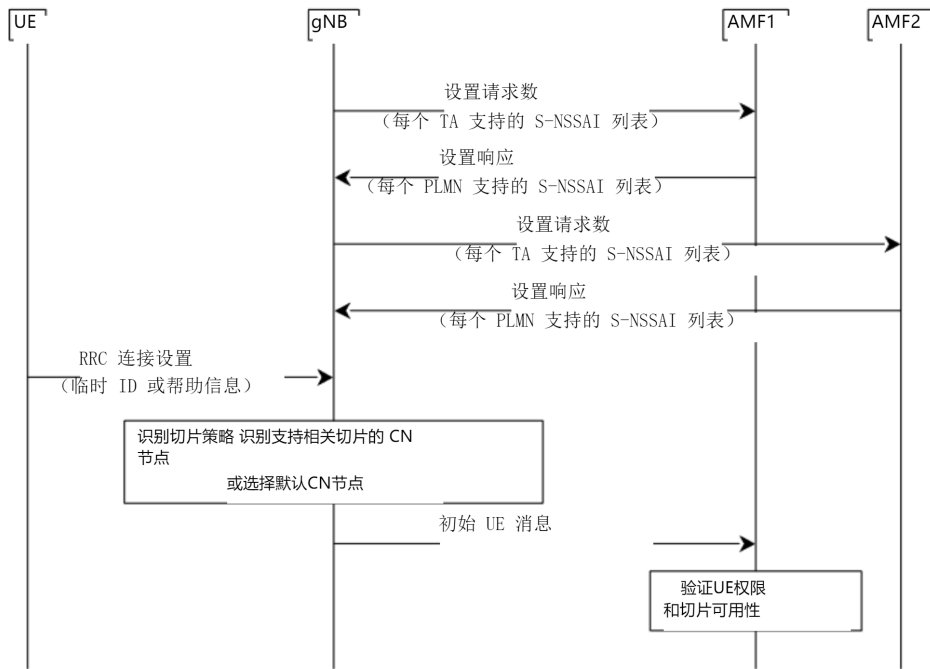 UE
gNB
AMF1
AMF2
设置请求数
（每个 TA 支持的 S-NSSAI 列表）
设置响应
（每个 PLMN 支持的 S-NSSAI 列表）
设置请求数
（每个 TA 支持的 S-NSSAI 列表）
设置响应
（每个 PLMN 支持的 S-NSSAI 列表）
RRC 连接设置
（临时 ID 或帮助信息）
识别切片策略 识别支持相关切片的 CN
节点
或选择默认CN节点
初始 UE 消息
验证UE权限
和切片可用性